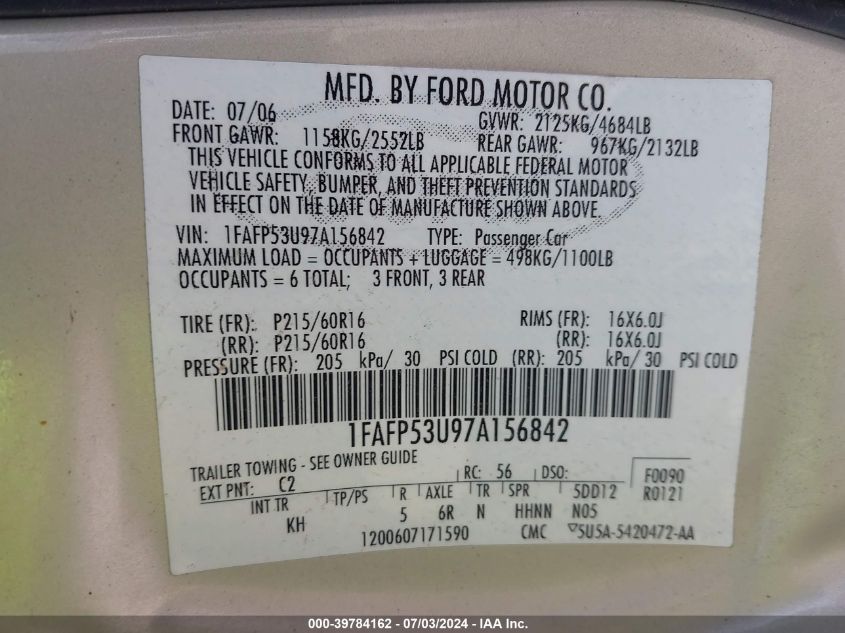 MFD. BY FORD MOTOR CO.
DATE: 07/06 GVWR: 2125KG/4684LB
FRONT GAWR: 1158KG/2552LB REAR GAWR: 967KG/2132LB
THIS VEHICLE CONFORMS TO ALL APPLICABLE FEDERAL MOTOR
VEHICLE SAFETY, BUMPER, AND THEFT PREVENTION STANDARDS
IN EFFECT ON THE DATE OF MANUFACTURE SHOWN ABOVE.
VIN: 1FAFP53U97A156842 TYPE: Passenger Car
MAXIMUM LOAD = OCCUPANTS + LUGGAGE = 498KG/1100LB
OCCUPANTS = 6 TOTAL; 3 FRONT, 3 REAR
TIRE (FR): P215/60R16 RIMS (FR): 16X6.0J
(RR): P215/60R16 (RR): 16X6.0J
PRESSURE (FR): 205 kPa/ 30 PSI COLD (RR): 205 kPa/ 30 PSI COLD
1FAFP53U97A156842
TRAILER TOWING - SEE OWNER GUIDE
EXT PNT: C2 RC: 56 DSO: F0090
INT TR TP/PS R AXLE TR SPR 5DD12 R0121
KH 5 6R N HHNN N05
1200607171590 CMC 5U5A-5420472-AA
000-39784162 - 07/03/2024 - IAA Inc.